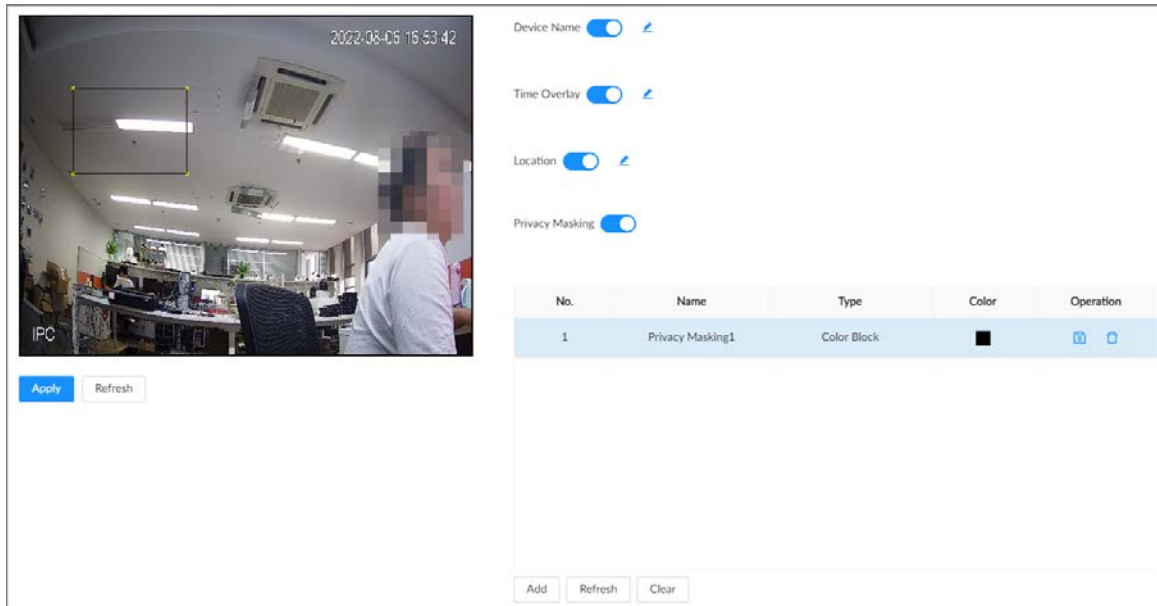 2022-08-05 16:53:42
IPC
Apply
Refresh
Device Name
Time Overlay
Location
Privacy Masking
No. Name Type Color Operation
1 Privacy Masking1 Color Block
Add Refresh Clear